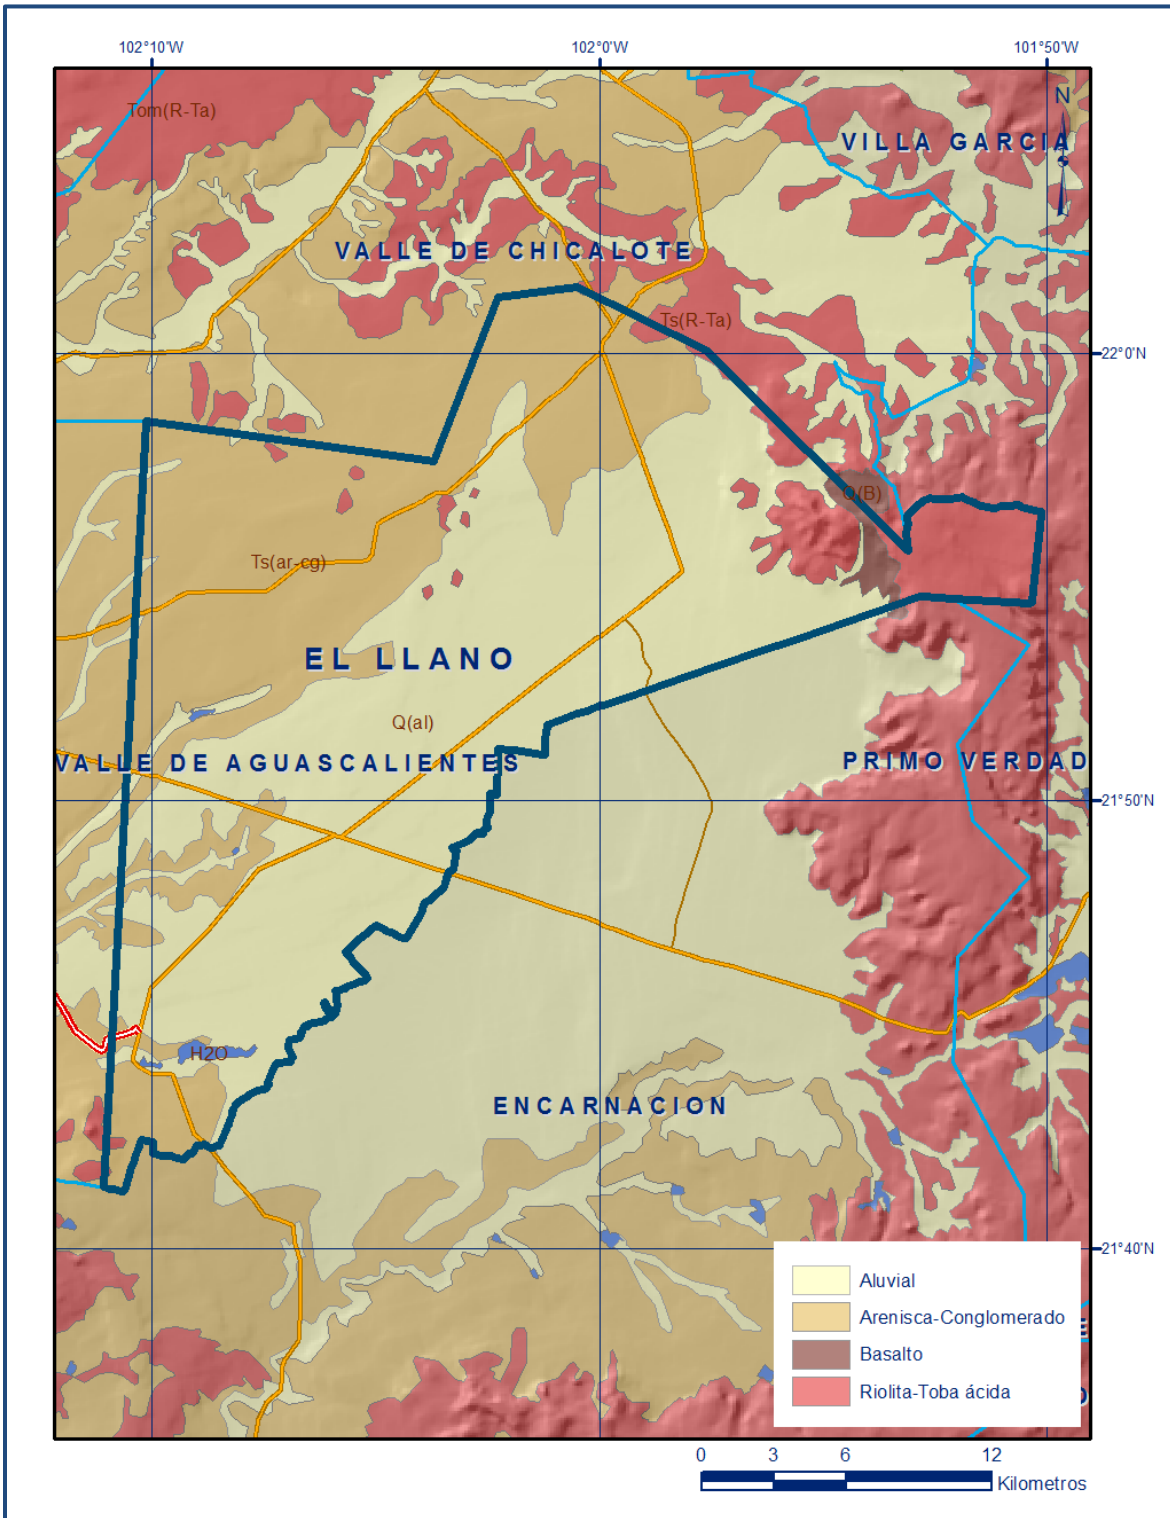 102°10'W 102°0'W 101°50'W
N
Tom(R-Ta)
VILLA GARCIA
VALLE DE CHICALOTE
Ts(R-Ta)
22°0'N
Q(B)
Ts(ar-cg)
EL LLANO
Q(al)
VALLE DE AGUASCALIENTES
PRIMO VERDAD
21°50'N
H2O
ENCARNACION
21°40'N
Aluvial
Arenisca-Conglomerado
Basalto
Riolita-Toba ácida
0 3 6 12
Kilometros